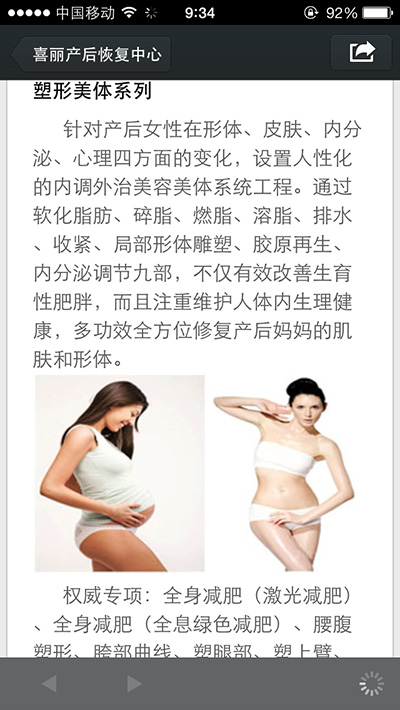 中国移动 9:34 92%
喜丽产后恢复中心
塑形美体系列
针对产后女性在形体、皮肤、内分
泌、心理四方面的变化，设置人性化
的内调外治美容美体系统工程。通过
软化脂肪、碎脂、燃脂、溶脂、排水
、收紧、局部形体雕塑、胶原再生、
内分泌调节九部，不仅有效改善生育
性肥胖，而且注重维护人体内生理健
康，多功效全方位修复产后妈妈的肌
肤和形体。
权威专项：全身减肥（激光减肥）
、全身减肥（全息绿色减肥）、腰腹
塑形、胯部曲线、塑腿部、塑上臂、